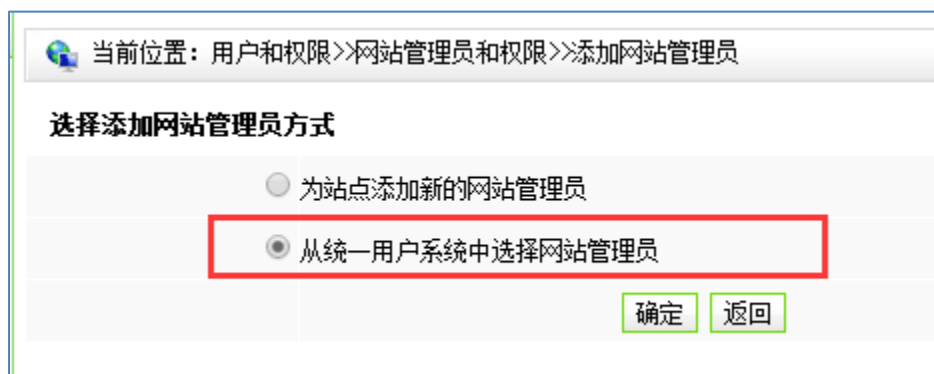 当前位置：用户和权限>>网站管理员和权限>>添加网站管理员
选择添加网站管理员方式
为站点添加新的网站管理员
从统一用户系统中选择网站管理员
确定 返回